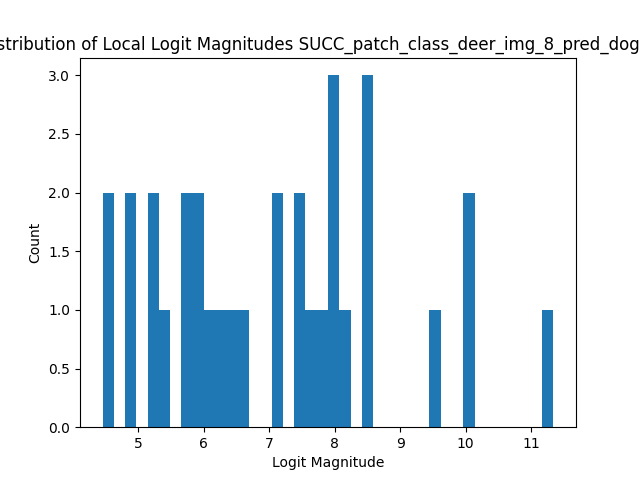 stribution of Local Logit Magnitudes SUCC_patch_class_deer_img_8_pred_dog
3.0
2.5
2.0
1.5
1.0
0.5
0.0
Count
5 6 7 8 9 10 11
Logit Magnitude